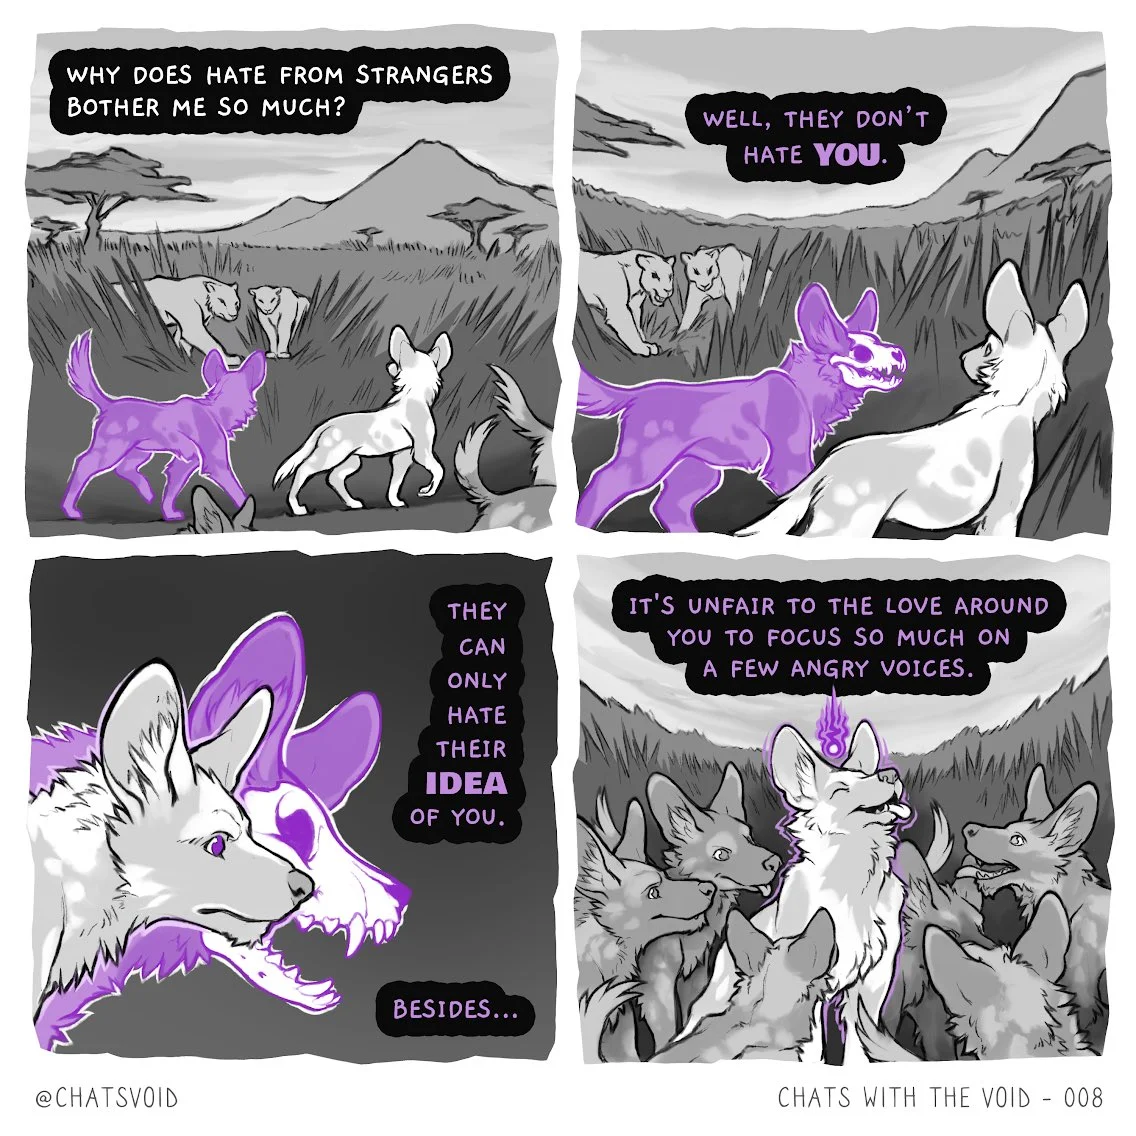 WHY DOES HATE FROM STRANGERS
BOTHER ME SO MUCH?
WELL, THEY DON'T
HATE YOU.
THEY
CAN
ONLY
HATE
THEIR
IDEA
OF YOU.
BESIDES...
IT'S UNFAIR TO THE LOVE AROUND
YOU TO FOCUS SO MUCH ON
A FEW ANGRY VOICES.
@CHATSVOID
CHATS WITH THE VOID - 008